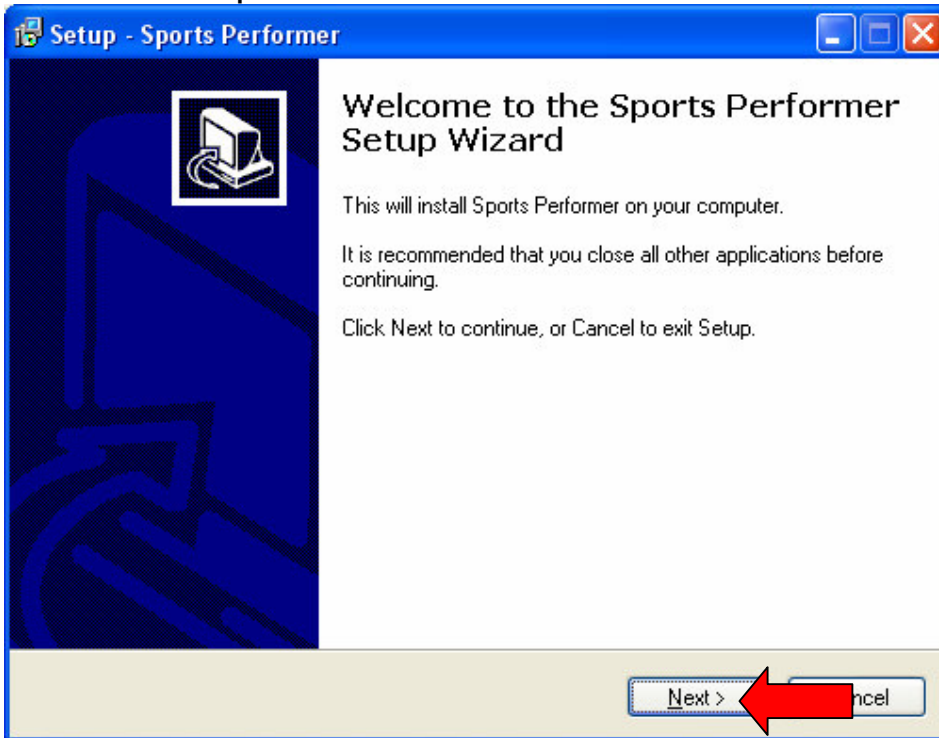 Setup - Sports Performer
Welcome to the Sports Performer
Setup Wizard
This will install Sports Performer on your computer.
It is recommended that you close all other applications before
continuing.
Click Next to continue, or Cancel to exit Setup.
Next >